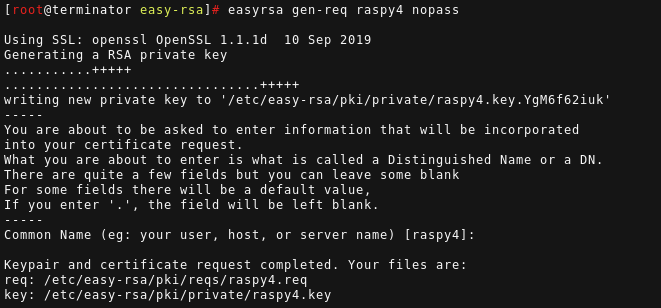 [root@terminator easy-rsa]# easyrsa gen-req raspy4 nopass
Using SSL: openssl OpenSSL 1.1.1d  10 Sep 2019
Generating a RSA private key
...........+++++
................................+++++
writing new private key to '/etc/easy-rsa/pki/private/raspy4.key.YgM6f62iuk'
-----
You are about to be asked to enter information that will be incorporated
into your certificate request.
What you are about to enter is what is called a Distinguished Name or a DN.
There are quite a few fields but you can leave some blank
For some fields there will be a default value,
If you enter '.', the field will be left blank.
-----
Common Name (eg: your user, host, or server name) [raspy4]:
Keypair and certificate request completed. Your files are:
req: /etc/easy-rsa/pki/reqs/raspy4.req
key: /etc/easy-rsa/pki/private/raspy4.key